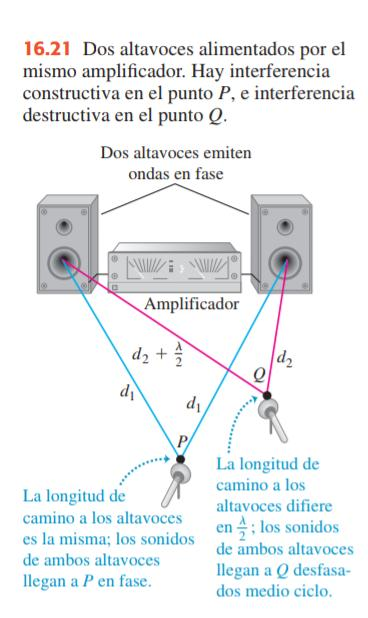 16.21 Dos altavoces alimentados por el
mismo amplificador. Hay interferencia
constructiva en el punto P, e interferencia
destructiva en el punto Q.
Dos altavoces emiten
ondas en fase
Amplificador
d₂ + λ/2
d₂
d₁
d₁
Q
P
La longitud de
camino a los altavoces
es la misma; los sonidos
de ambos altavoces
llegan a P en fase.
La longitud de
camino a los
altavoces difiere
en λ/2; los sonidos
de ambos altavoces
llegan a Q desfasa-
dos medio ciclo.